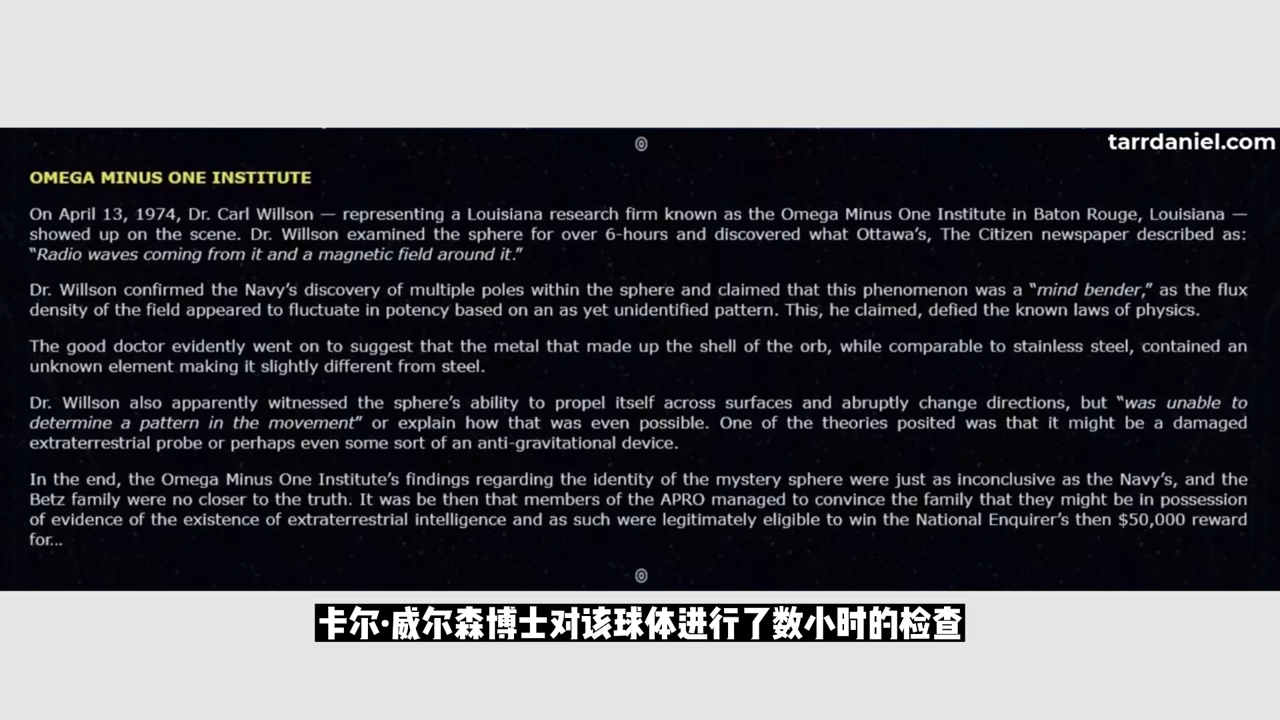 tarrdaniel.com
OMEGA MINUS ONE INSTITUTE
On April 13, 1974, Dr. Carl Willson — representing a Louisiana research firm known as the Omega Minus One Institute in Baton Rouge, Louisiana —
showed up on the scene. Dr. Willson examined the sphere for over 6-hours and discovered what Ottawa’s, The Citizen newspaper described as:
“Radio waves coming from it and a magnetic field around it.”
Dr. Willson confirmed the Navy’s discovery of multiple poles within the sphere and claimed that this phenomenon was a “mind bender,” as the flux
density of the field appeared to fluctuate in potency based on an as yet unidentified pattern. This, he claimed, defied the known laws of physics.
The good doctor evidently went on to suggest that the metal that made up the shell of the orb, while comparable to stainless steel, contained an
unknown element making it slightly different from steel.
Dr. Willson also apparently witnessed the sphere’s ability to propel itself across surfaces and abruptly change directions, but “was unable to
determine a pattern in the movement” or explain how that was even possible. One of the theories posited was that it might be a damaged
extraterrestrial probe or perhaps even some sort of an anti-gravitational device.
In the end, the Omega Minus One Institute’s findings regarding the identity of the mystery sphere were just as inconclusive as the Navy’s, and the
Betz family were no closer to the truth. It was be then that members of the APRO managed to convince the family that they might be in possession
of evidence of the existence of extraterrestrial intelligence and as such were legitimately eligible to win the National Enquirer’s then $50,000 reward
for...
卡尔·威尔森博士对该球体进行了数小时的检查